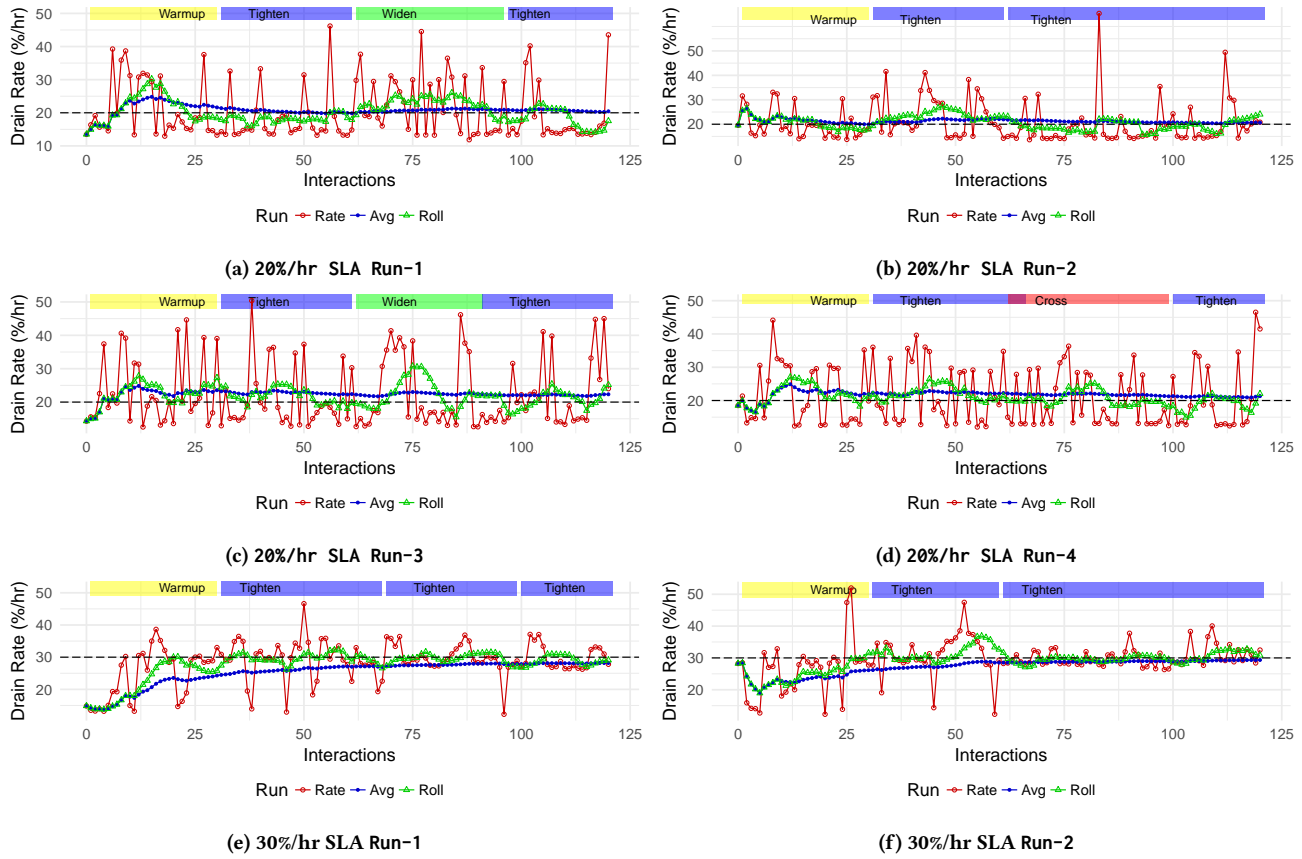 Warmup Tighten Widen Tighten
Drain Rate (%/hr)
50
40
30
20
10
0 25 50 75 100 125
Interactions
Run Rate Avg Roll
(a) 20%/hr SLA Run-1
Warmup Tighten Tighten
Drain Rate (%/hr)
50
40
30
20
0 25 50 75 100 125
Interactions
Run Rate Avg Roll
(b) 20%/hr SLA Run-2
Warmup Tighten Widen Tighten
Drain Rate (%/hr)
50
40
30
20
0 25 50 75 100 125
Interactions
Run Rate Avg Roll
(c) 20%/hr SLA Run-3
Warmup Tighten Cross Tighten
Drain Rate (%/hr)
50
40
30
20
0 25 50 75 100 125
Interactions
Run Rate Avg Roll
(d) 20%/hr SLA Run-4
Warmup Tighten Tighten Tighten
Drain Rate (%/hr)
50
40
30
20
0 25 50 75 100 125
Interactions
Run Rate Avg Roll
(e) 30%/hr SLA Run-1
Warmup Tighten Tighten
Drain Rate (%/hr)
50
40
30
20
0 25 50 75 100 125
Interactions
Run Rate Avg Roll
(f) 30%/hr SLA Run-2